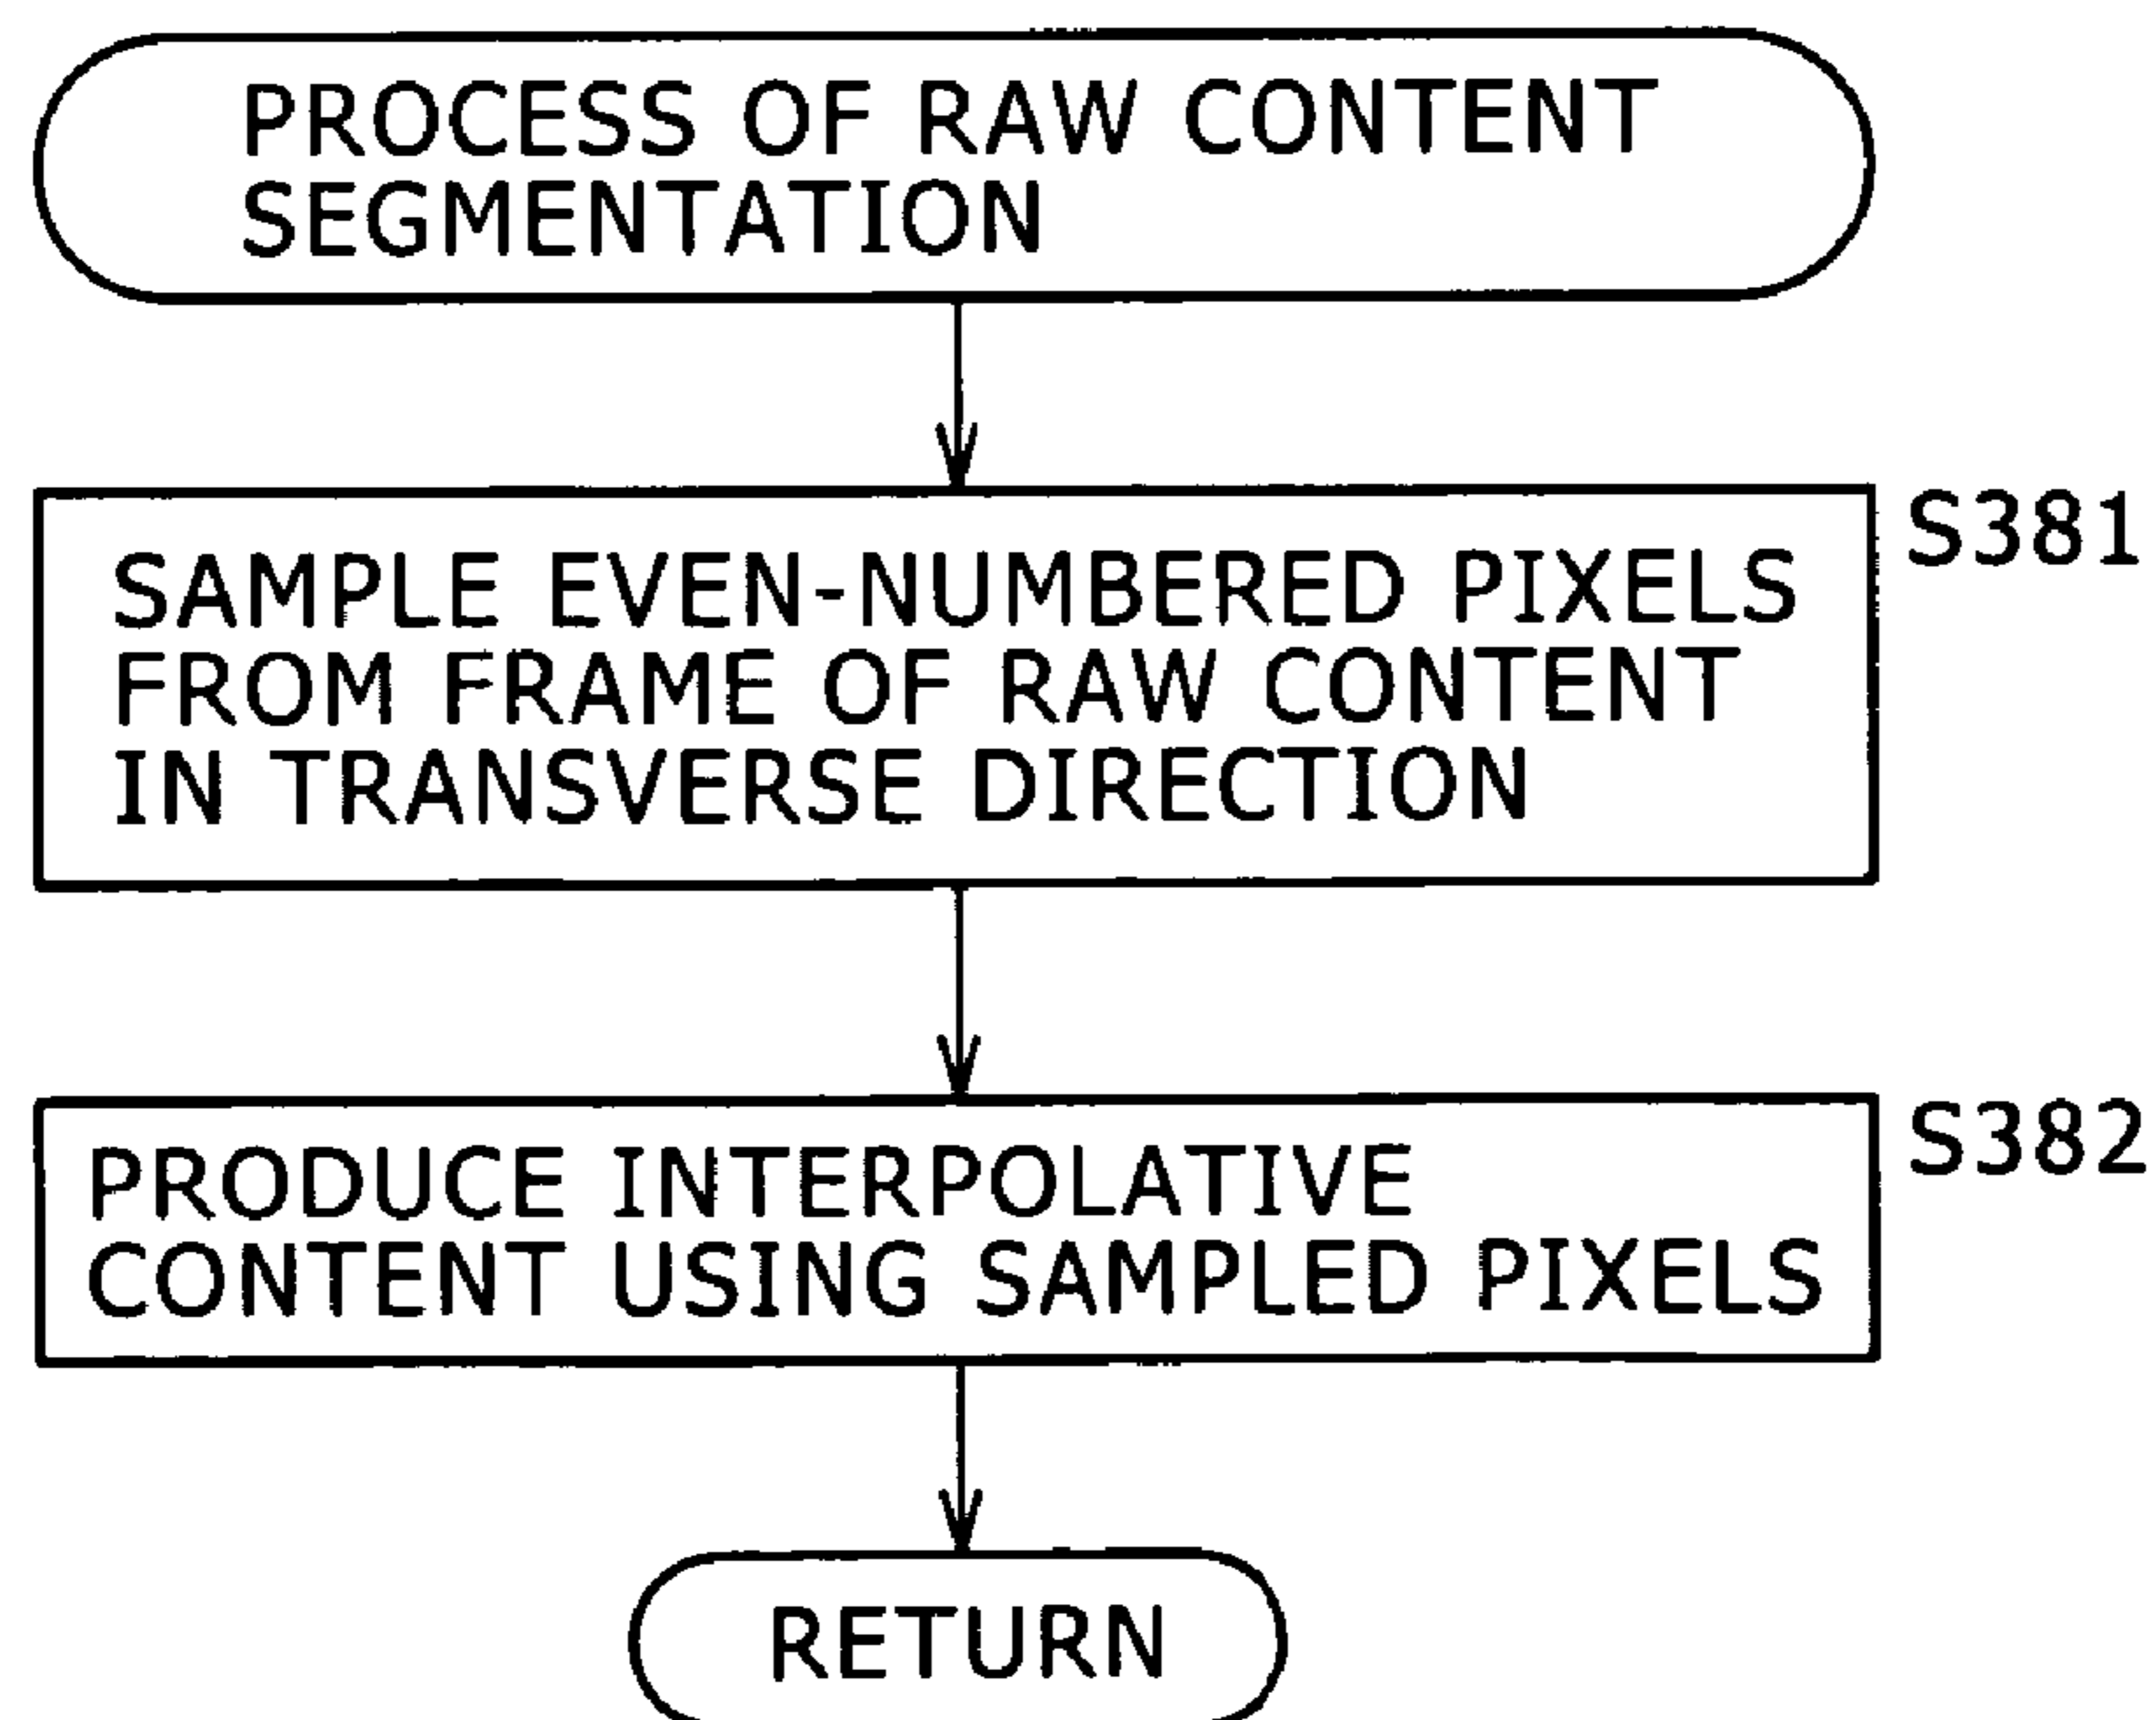 PROCESS OF RAW CONTENT
SEGMENTATION
S381
SAMPLE EVEN-NUMBERED PIXELS
FROM FRAME OF RAW CONTENT
IN TRANSVERSE DIRECTION
S382
PRODUCE INTERPOLATIVE
CONTENT USING SAMPLED PIXELS
RETURN